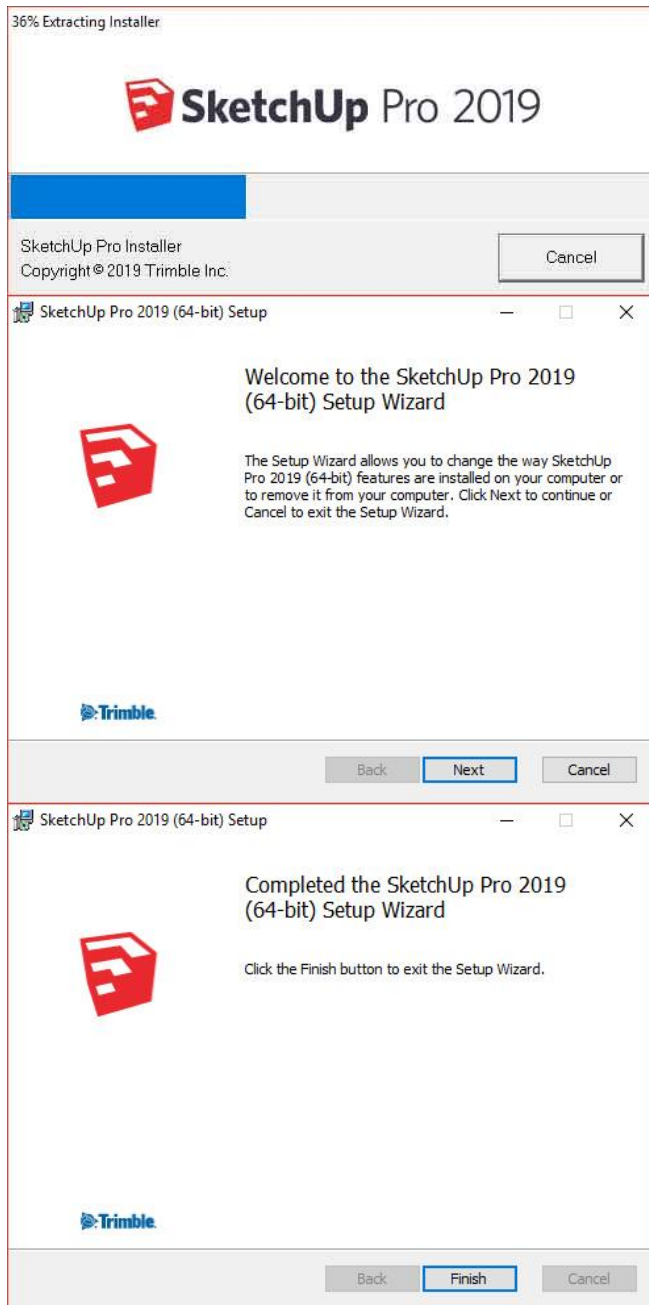 36% Extracting Installer
SketchUp Pro 2019
SketchUp Pro Installer
Copyright © 2019 Trimble Inc.
Cancel
SketchUp Pro 2019 (64-bit) Setup
Welcome to the SketchUp Pro 2019
(64-bit) Setup Wizard
The Setup Wizard allows you to change the way SketchUp
Pro 2019 (64-bit) features are installed on your computer or
to remove it from your computer. Click Next to continue or
Cancel to exit the Setup Wizard.
Trimble.
Back Next Cancel
SketchUp Pro 2019 (64-bit) Setup
Completed the SketchUp Pro 2019
(64-bit) Setup Wizard
Click the Finish button to exit the Setup Wizard.
Trimble.
Back Finish Cancel